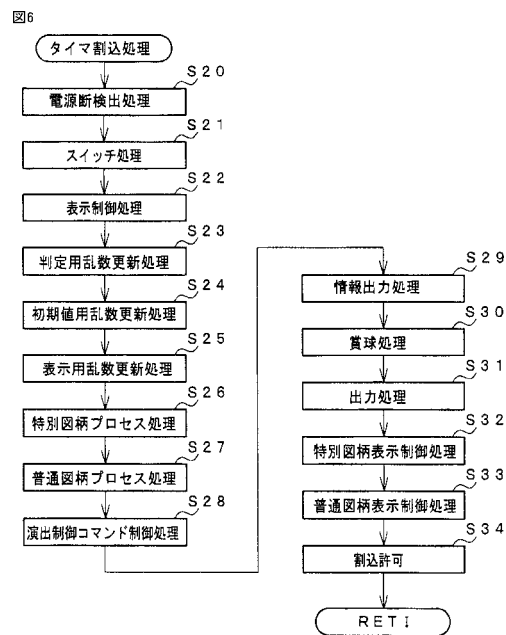 図6
タイマ割込処理
S20
電源断検出処理
S21
スイッチ処理
S22
表示制御処理
S23
判定用乱数更新処理
S24
初期値用乱数更新処理
S25
表示用乱数更新処理
S26
特別図柄プロセス処理
S27
普通図柄プロセス処理
S28
演出制御コマンド制御処理
S29
情報出力処理
S30
賞球処理
S31
出力処理
S32
特別図柄表示制御処理
S33
普通図柄表示制御処理
S34
割込許可
RETI